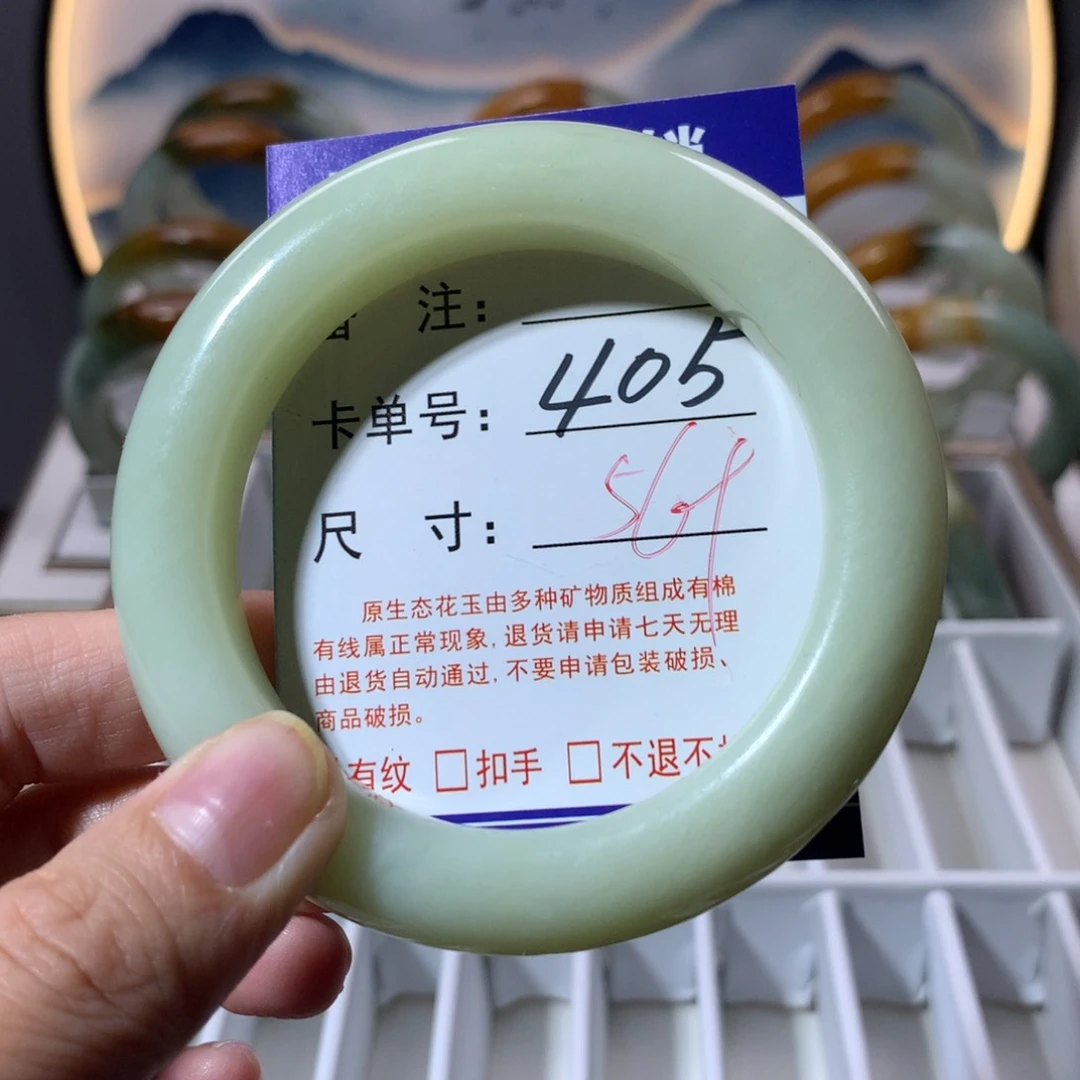 注：
卡单号： 405
尺 寸： 56.9
原生态花玉由多种矿物质组成有棉
有线属正常现象,退货请申请七天无理
由退货自动通过,不要申请包装破损、
商品破损。
有纹 □扣手 □不退不